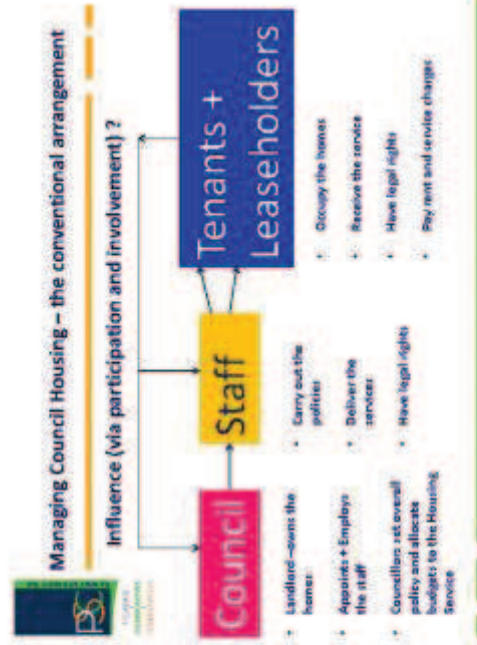 Managing Council Housing – the conventional arrangement
Influence (via participation and involvement) ?
Council
Staff
Tenants +
Leaseholders
• Landlord –owns the
homes
• Appoints + Employs
the staff
• Councillors set overall
policy and allocate
budgets to the Housing
Service
• Carry out the
policies
• Deliver the
services
• Have legal rights
• Occupy the homes
• Receive the service
• Have legal rights
• Pay rent and service charges